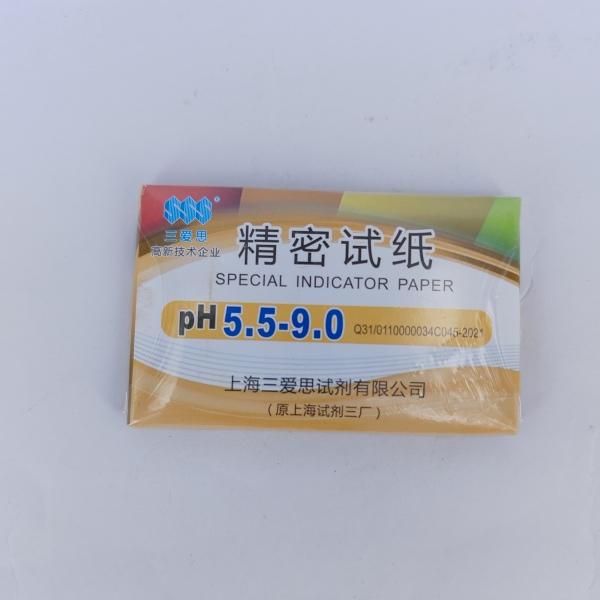 SSS®
三爱思
高新技术企业
精密试纸
SPECIAL INDICATOR PAPER
pH 5.5-9.0 Q31/0110000034C045-2021
上海三爱思试剂有限公司
(原上海试剂三厂)